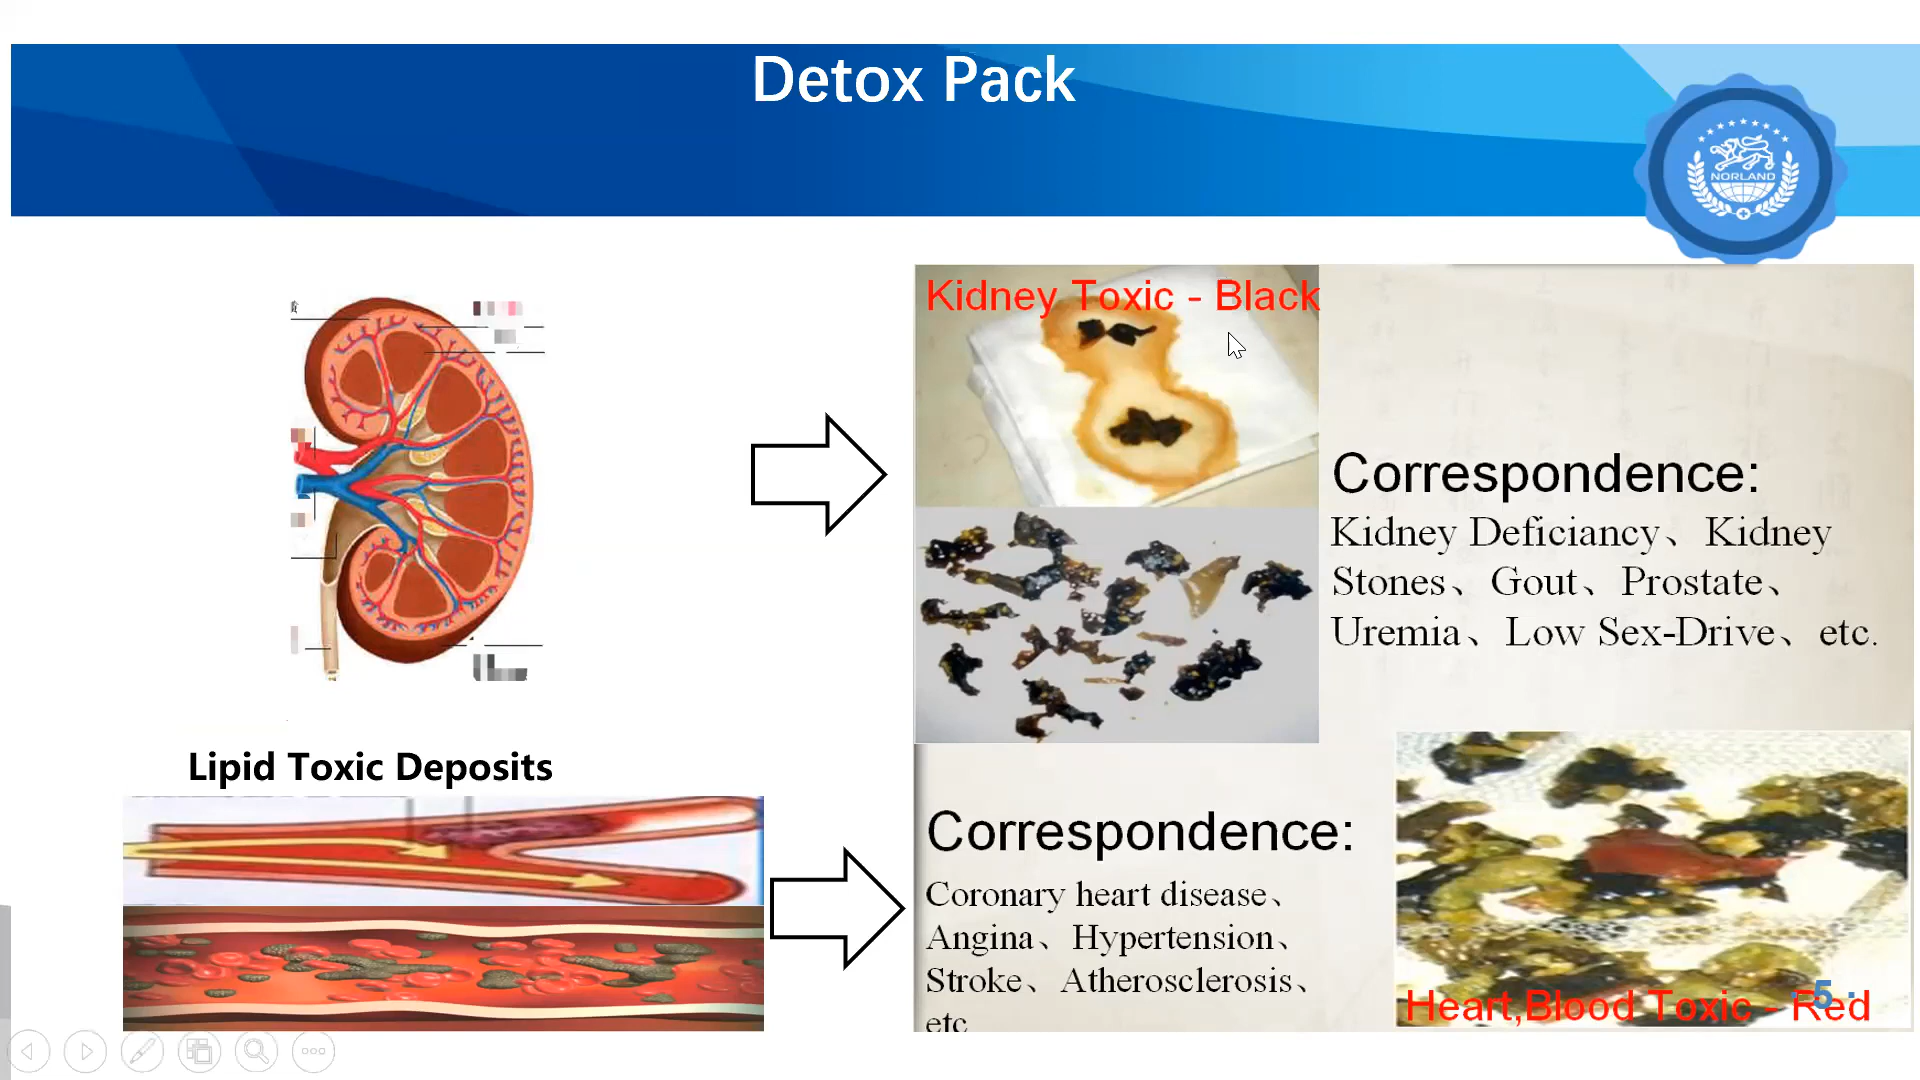 Detox Pack
NORLAND
Kidney Toxic - Black
Correspondence:
Kidney Deficiancy、Kidney
Stones、Gout、Prostate、
Uremia、Low Sex-Drive、etc.
Lipid Toxic Deposits
Correspondence:
Coronary heart disease、
Angina、Hypertension、
Stroke、Atherosclerosis、
etc
Heart,Blood Toxic - Red
5